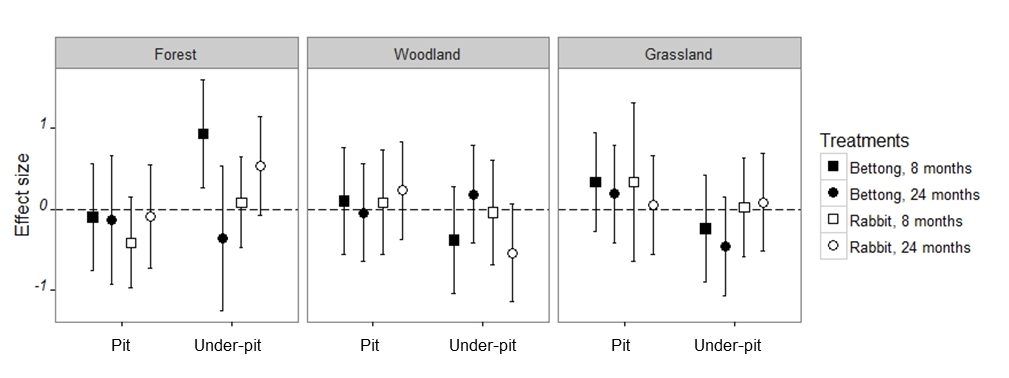 Forest Woodland Grassland
Effect size
1
0
-1
Pit Under-pit Pit Under-pit Pit Under-pit
Treatments
Bettong, 8 months
Bettong, 24 months
Rabbit, 8 months
Rabbit, 24 months